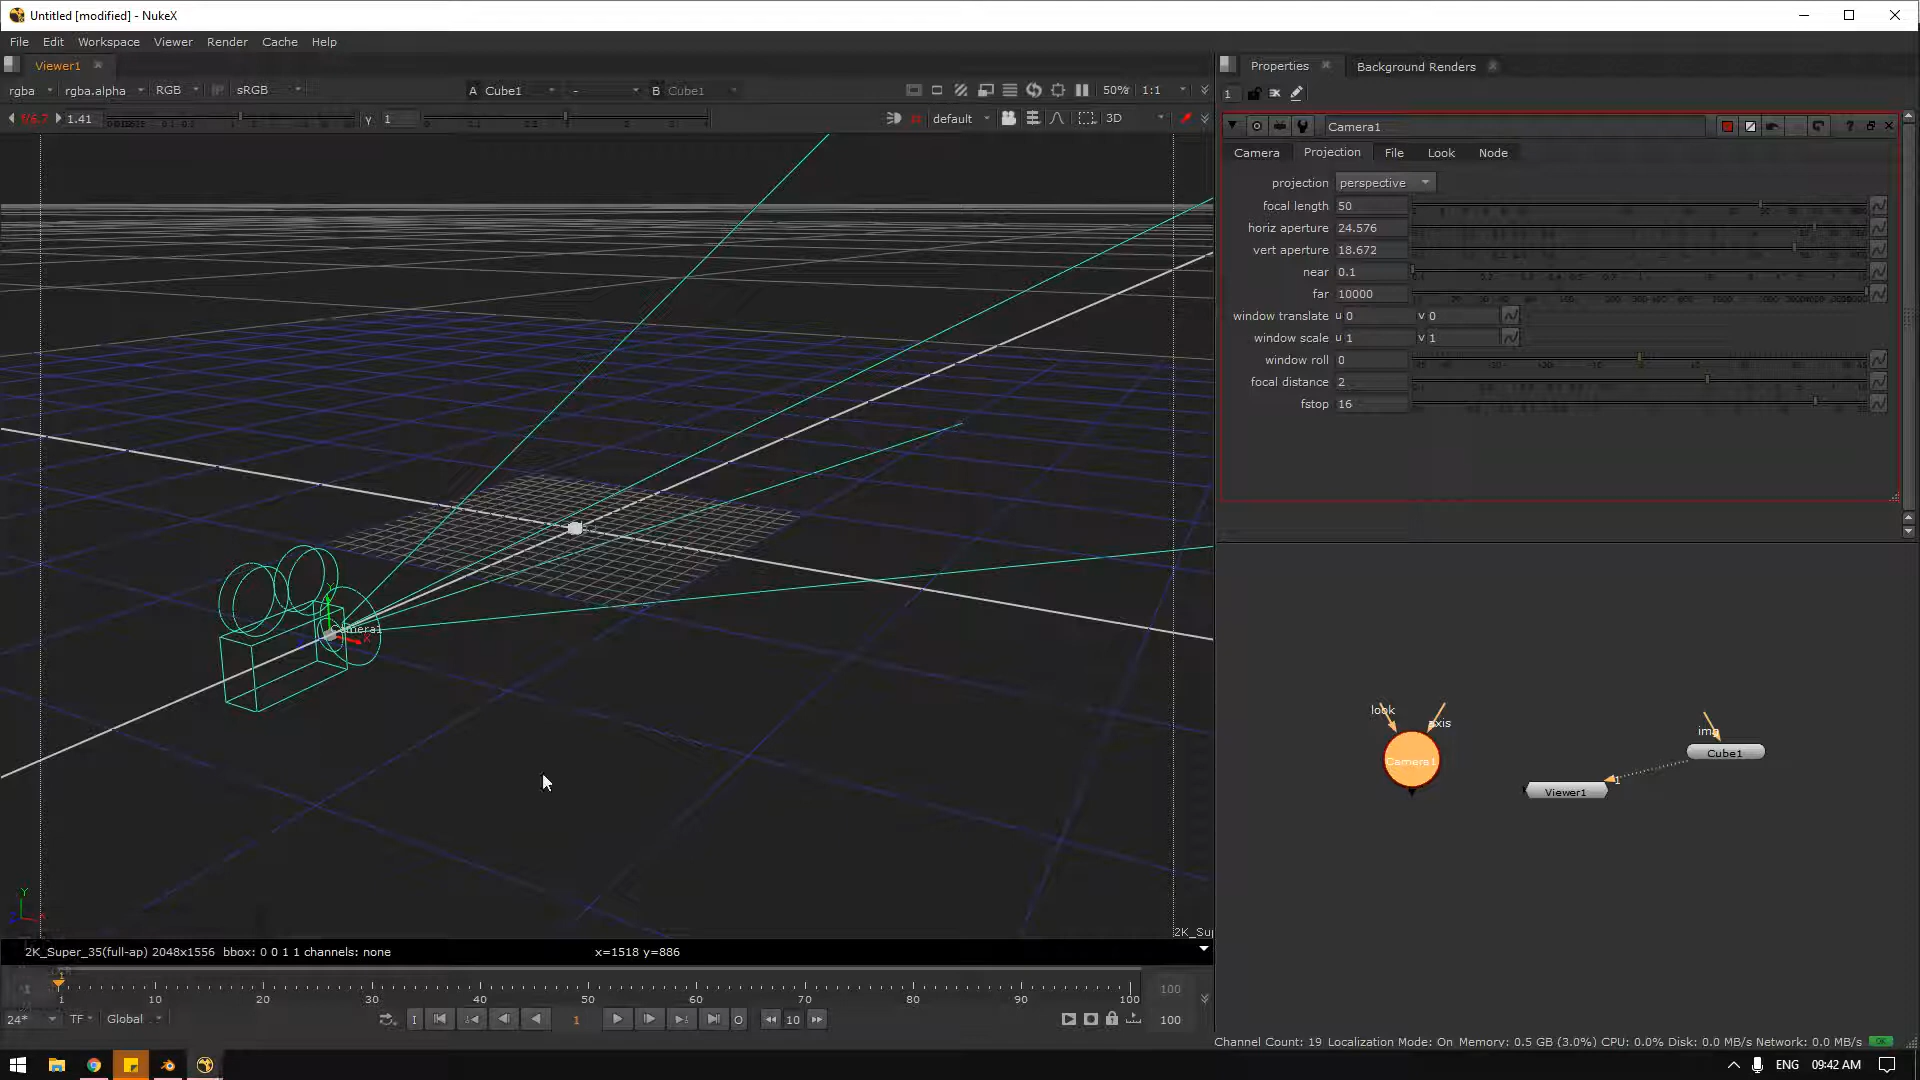 Untitled [modified] - NukeX
File Edit Workspace Viewer Render Cache Help
Viewer1
rgba rgba.alpha RGB sRGB A Cube1 - B Cube1 50% 1:1
f/6.7 1.41 γ 1 default 3D
Camera1
Y
X
2K_Super_35(full-ap) 2048x1556 bbox: 0 0 1 1 channels: none x=1518 y=886
1 10 20 30 40 50 60 70 80 90 100 100
24* TF Global I 1 O 10 100
Properties Background Renders
1
Camera1
Camera Projection File Look Node
projection perspective
focal length 50
horiz aperture 24.576
vert aperture 18.672
near 0.1
far 10000
window translate u 0 v 0
window scale u 1 v 1
window roll 0
focal distance 2
fstop 16
look
axis
Camera1
img
Cube1
1
Viewer1
Channel Count: 19 Localization Mode: On Memory: 0.5 GB (3.0%) CPU: 0.0% Disk: 0.0 MB/s Network: 0.0 MB/s OK
ENG 09:42 AM